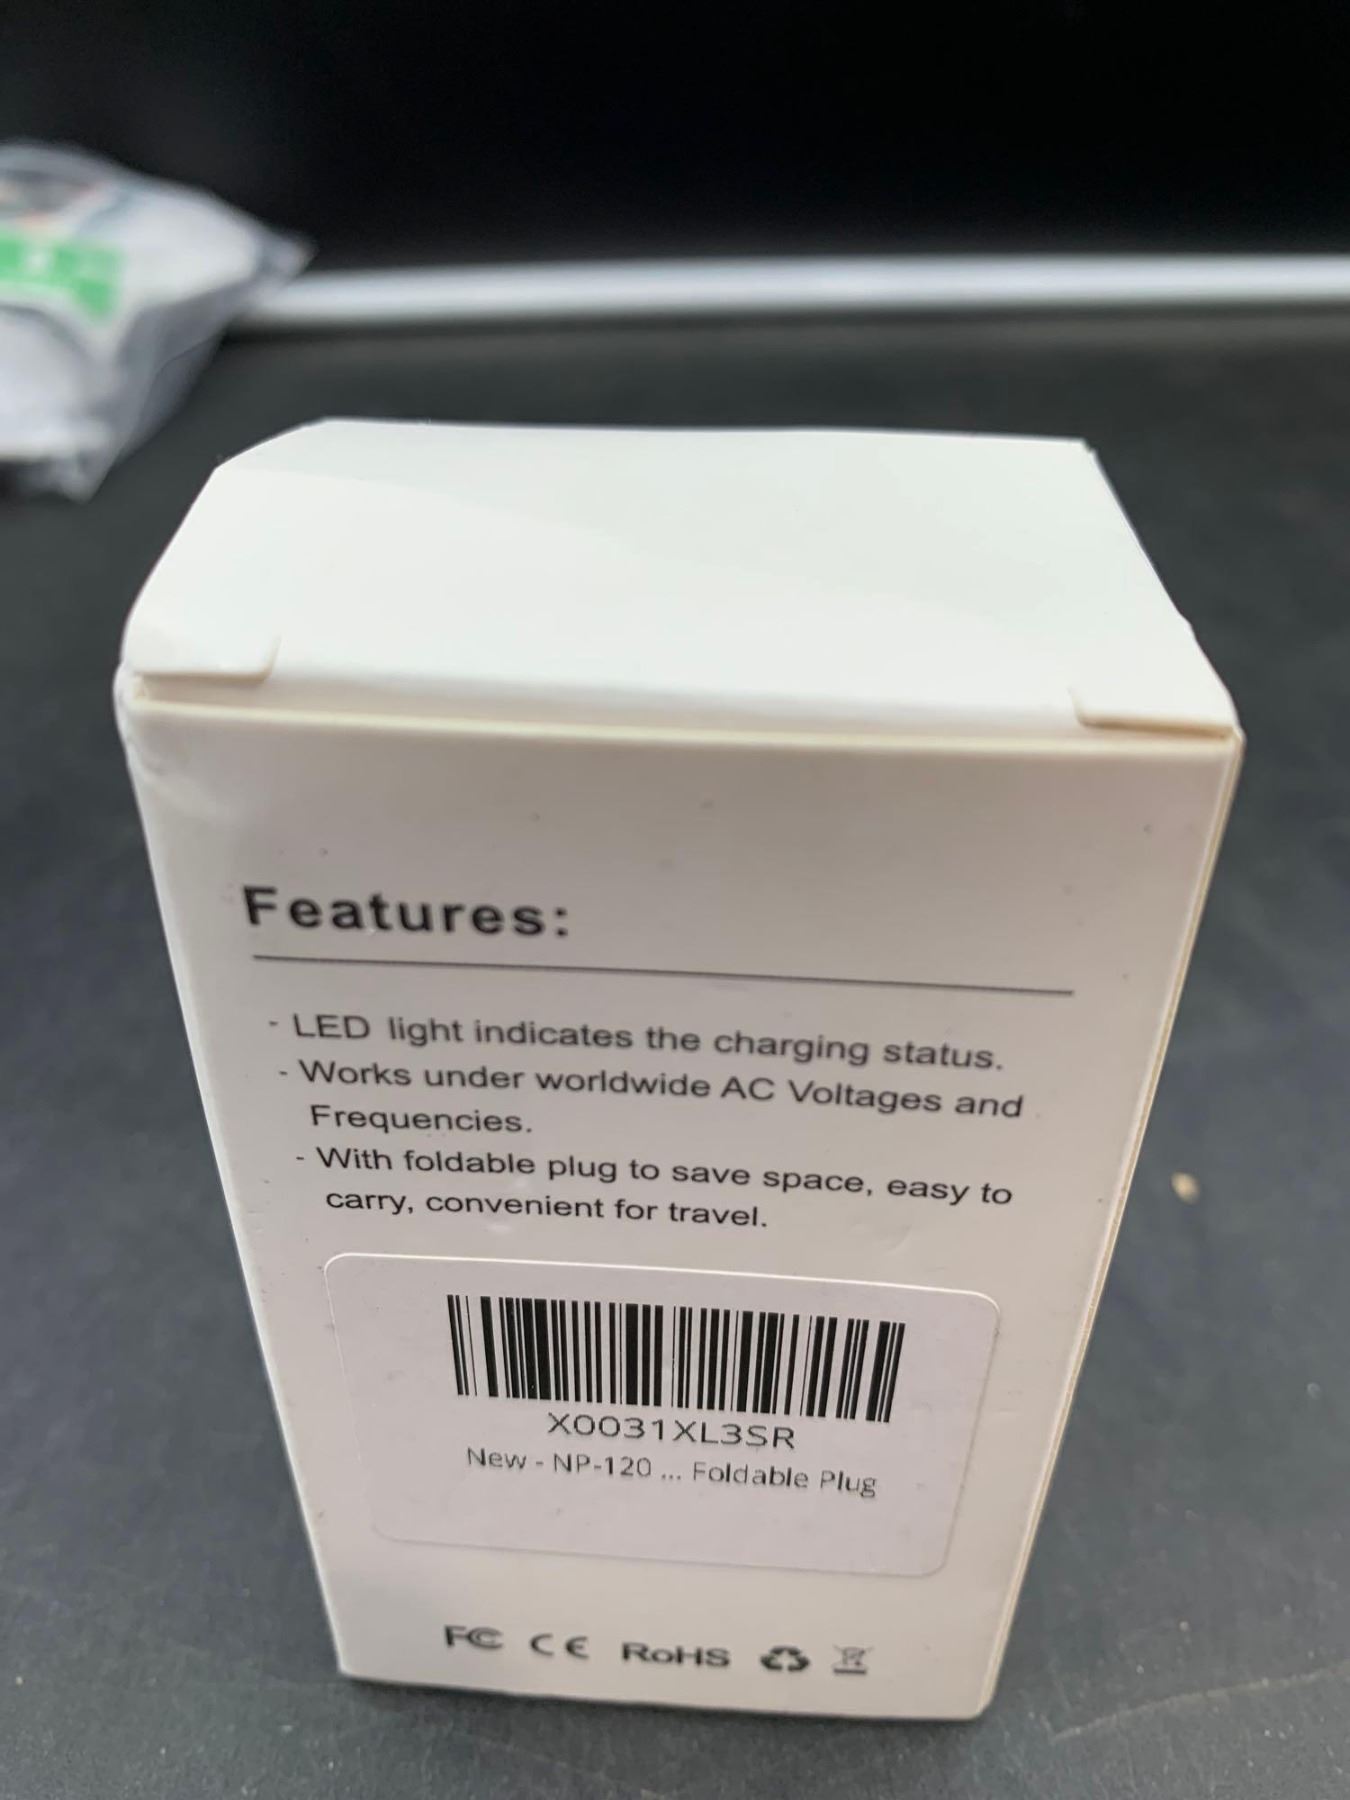 Features:
- LED light indicates the charging status.
- Works under worldwide AC Voltages and
Frequencies.
- With foldable plug to save space, easy to
carry, convenient for travel.
X0031XL3SR
New - NP-120 ... Foldable Plug
FC CE RoHS